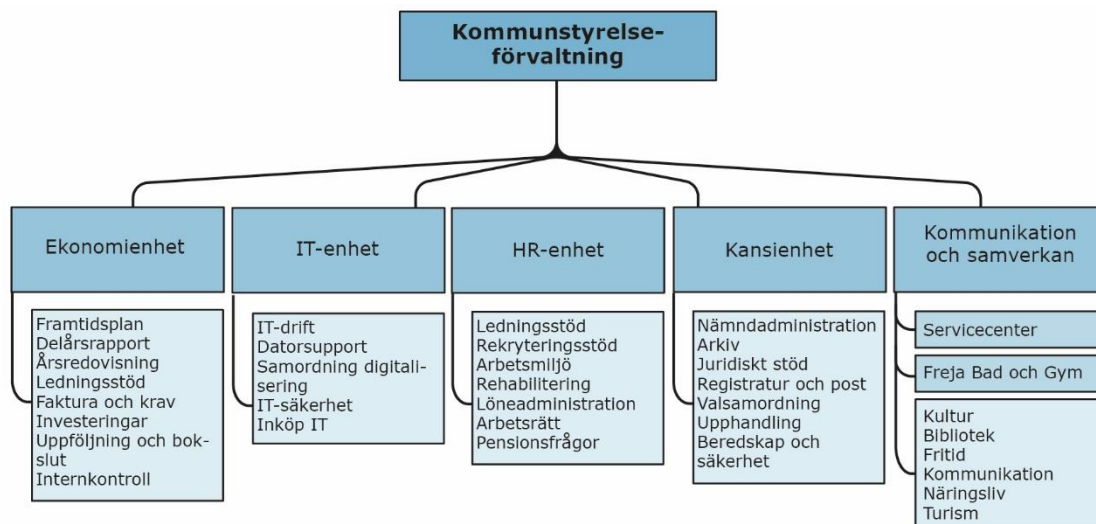 Kommunstyrelse-
förvaltning
Ekonomienhet
Framtidsplan
Delårsrapport
Årsredovisning
Ledningsstöd
Faktura och krav
Investeringar
Uppföljning och bok-
slut
Internkontroll
IT-enhet
IT-drift
Datorsupport
Samordning digitali-
sering
IT-säkerhet
Inköp IT
HR-enhet
Ledningsstöd
Rekryteringsstöd
Arbetsmiljö
Rehabilitering
Löneadministration
Arbetsrätt
Pensionsfrågor
Kansienhet
Nämndadministration
Arkiv
Juridiskt stöd
Registratur och post
Valsamordning
Upphandling
Beredskap och
säkerhet
Kommunikation
och samverkan
Servicecenter
Freja Bad och Gym
Kultur
Bibliotek
Fritid
Kommunikation
Näringsliv
Turism